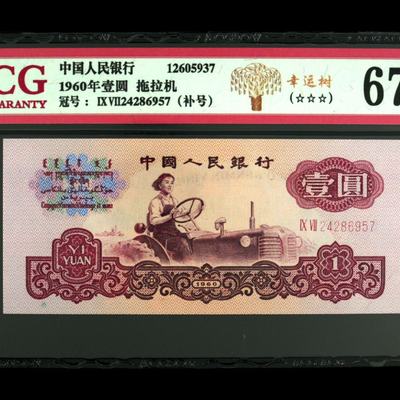 CG
ARANTY
中国人民银行 12605937
1960年壹圆 拖拉机
冠号： IX VII24286957（补号）
幸运树
(☆☆☆)
67
中國人民銀行
壹圓
IX VII 24286957
YI
YUAN
1
1960